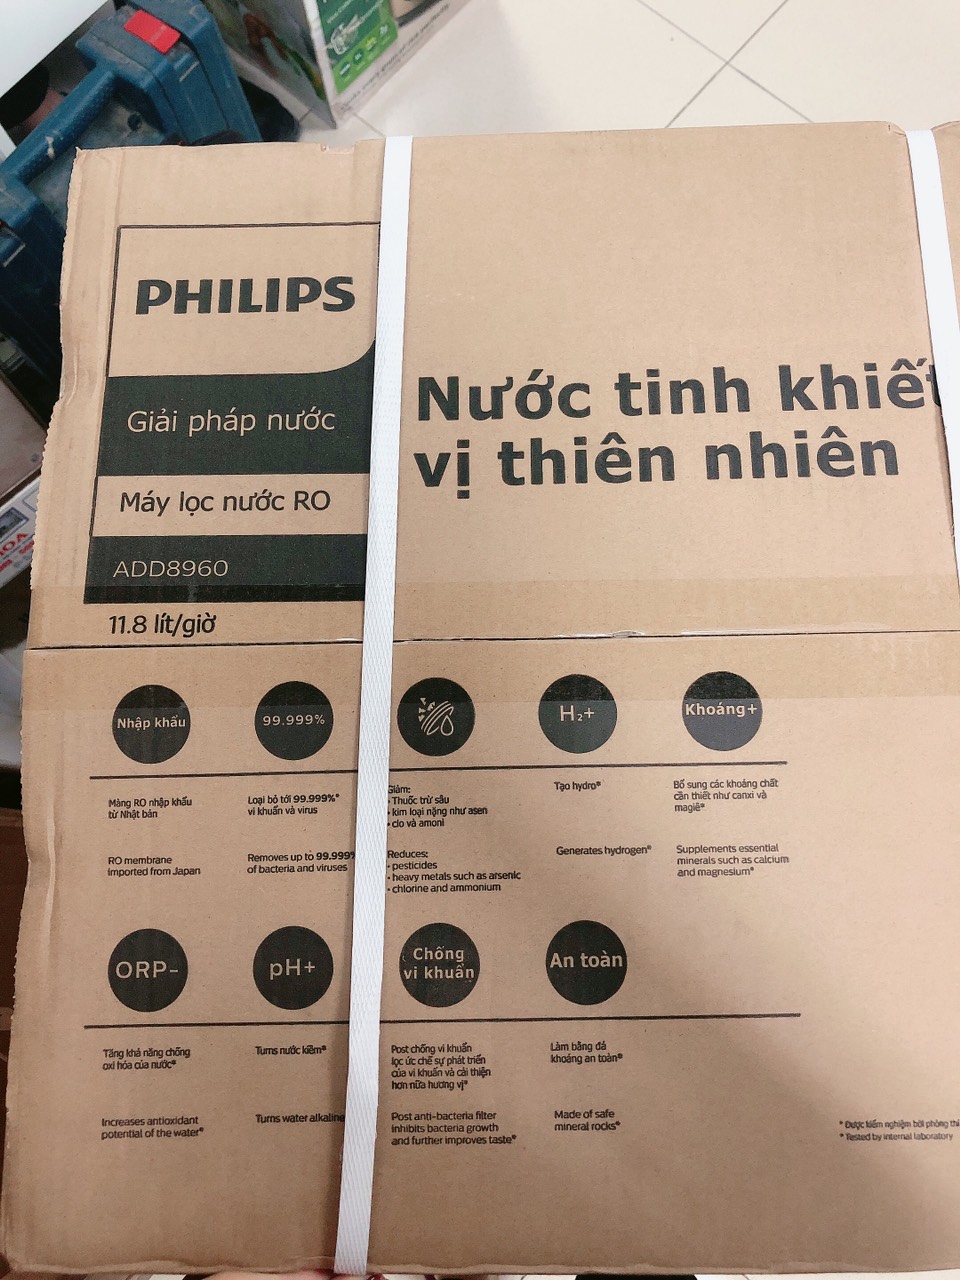 PHILIPS
Giải pháp nước
Máy lọc nước RO
ADD8960
11.8 lít/giờ
Nước tinh khiết
vị thiên nhiên
Nhập khẩu
99.999%
H₂+
Khoáng+
Màng RO nhập khẩu
từ Nhật bản
RO membrane
imported from Japan
Loại bỏ tới 99.999%*
vi khuẩn và virus
Removes up to 99.999%
of bacteria and viruses
Giảm:
• Thuốc trừ sâu
• kim loại nặng như asen
• clo và amoni
Reduces:
• pesticides
• heavy metals such as arsenic
• chlorine and ammonium
Tạo hydro*
Generates hydrogen*
Bổ sung các khoáng chất
cần thiết như canxi và
magiê*
Supplements essential
minerals such as calcium
and magnesium*
ORP-
pH+
Chống
vi khuẩn
An toàn
Tăng khả năng chống
oxi hóa của nước*
Increases antioxidant
potential of the water*
Turns nước kiềm*
Turns water alkaline
Post chống vi khuẩn
lọc ức chế sự phát triển
của vi khuẩn và cải thiện
hơn nữa hương vị*
Post anti-bacteria filter
inhibits bacteria growth
and further improves taste*
Làm bằng đá
khoáng an toàn*
Made of safe
mineral rocks*
* Được kiểm nghiệm bởi phòng thí
* Tested by internal laboratory